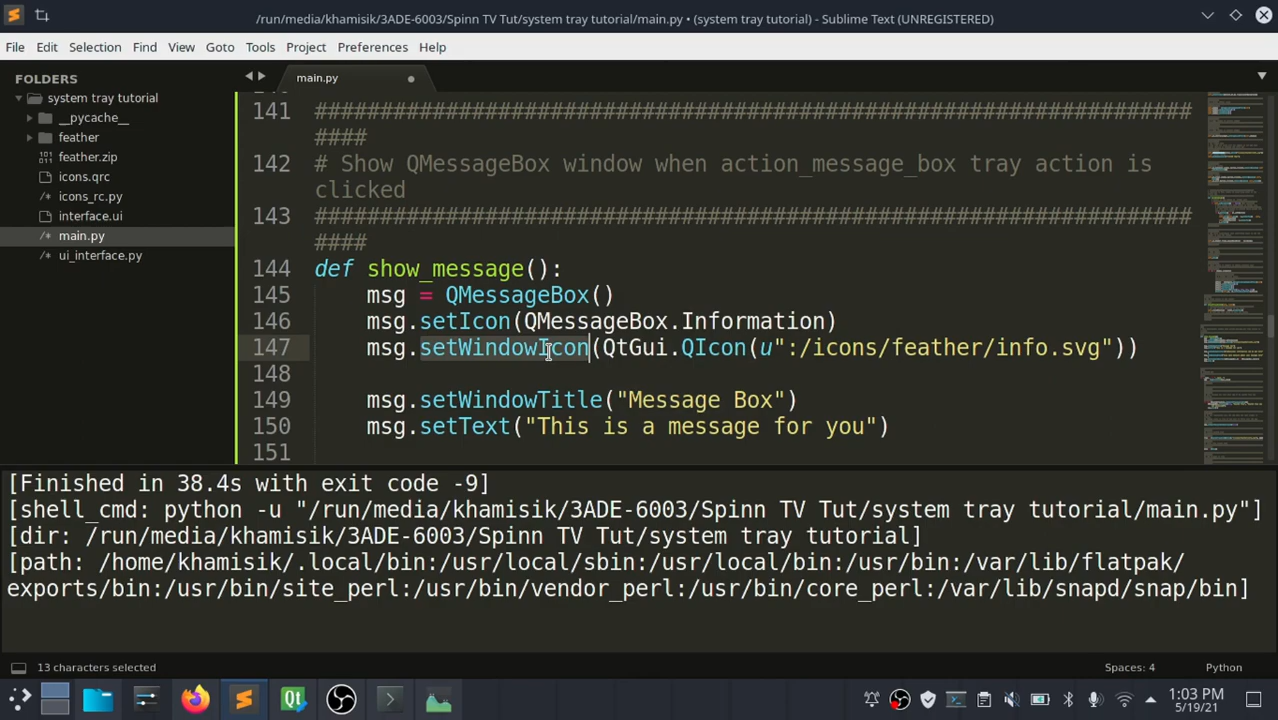 /run/media/khamisik/3ADE-6003/Spinn TV Tut/system tray tutorial/main.py • (system tray tutorial) - Sublime Text (UNREGISTERED)
File Edit Selection Find View Goto Tools Project Preferences Help
FOLDERS
system tray tutorial
__pycache__
feather
feather.zip
icons.qrc
/* icons_rc.py
interface.ui
/* main.py
/* ui_interface.py
main.py
141 ###################################################################
####
142 # Show QMessagebox window when action_message_box tray action is
clicked
143 ###################################################################
####
144 def show_message():
145 msg = QMessageBox()
146 msg.setIcon(QMessageBox.Information)
147 msg.setWindowIcon(QtGui.QIcon(u":/icons/feather/info.svg"))
148
149 msg.setWindowTitle("Message Box")
150 msg.setText("This is a message for you")
151
[Finished in 38.4s with exit code -9]
[shell_cmd: python -u "/run/media/khamisik/3ADE-6003/Spinn TV Tut/system tray tutorial/main.py"]
[dir: /run/media/khamisik/3ADE-6003/Spinn TV Tut/system tray tutorial]
[path: /home/khamisik/.local/bin:/usr/local/sbin:/usr/local/bin:/usr/bin:/var/lib/flatpak/
exports/bin:/usr/bin/site_perl:/usr/bin/vendor_perl:/usr/bin/core_perl:/var/lib/snapd/snap/bin]
13 characters selected
Spaces: 4 Python
1:03 PM
5/19/21